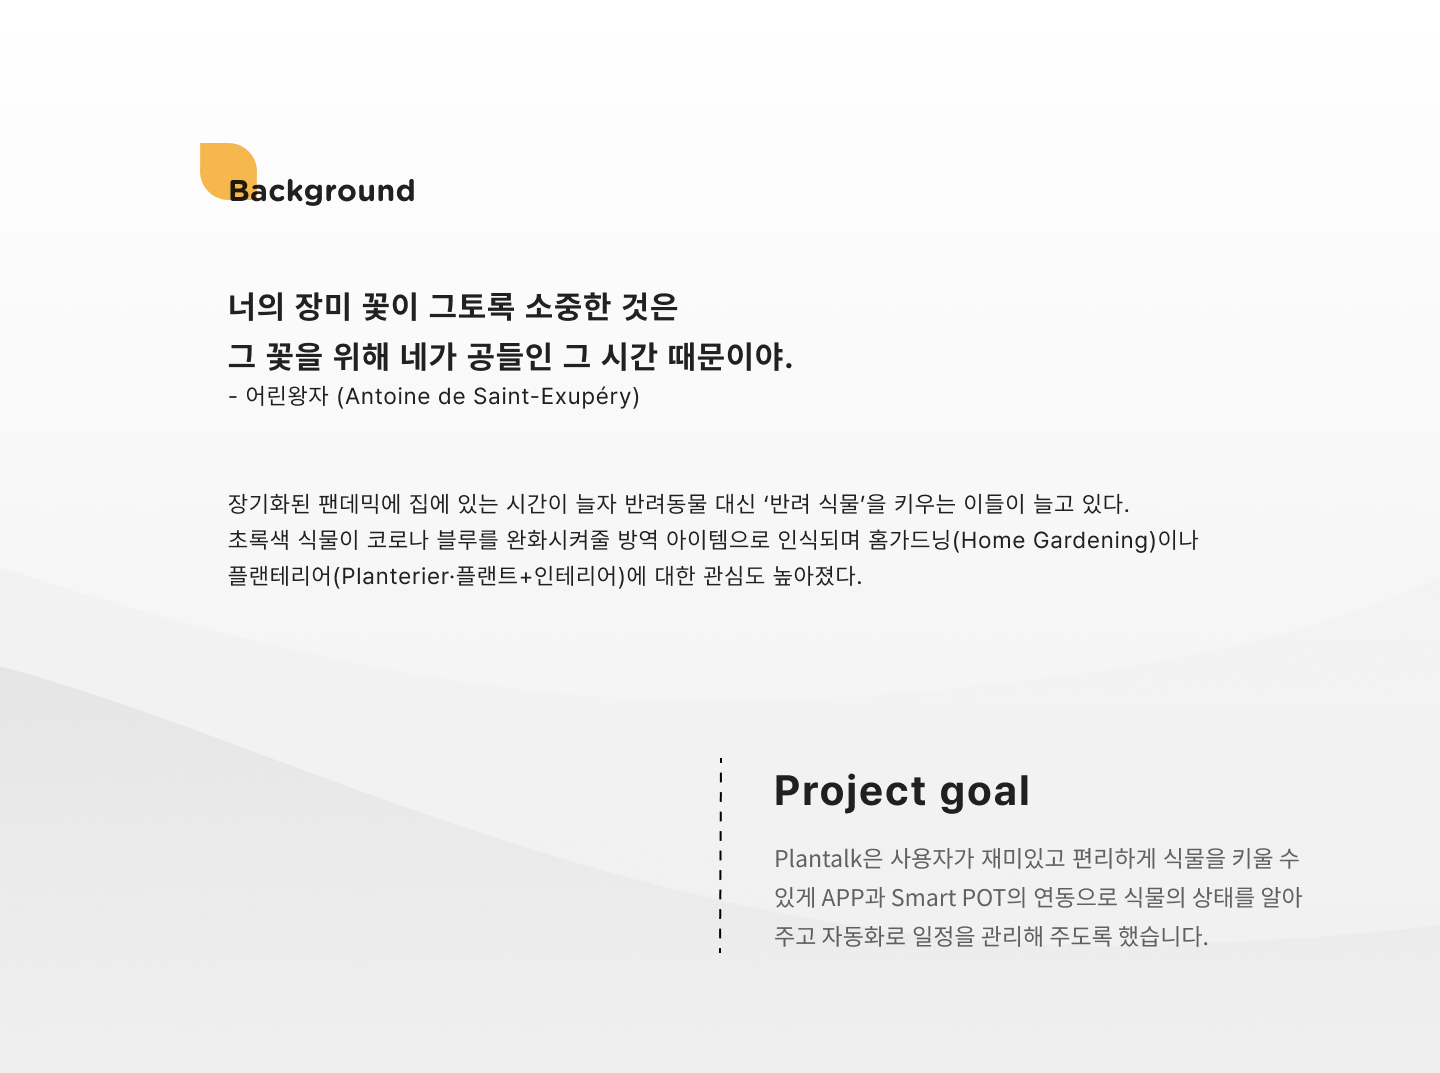 Background
너의 장미 꽃이 그토록 소중한 것은
그 꽃을 위해 네가 공들인 그 시간 때문이야.
- 어린왕자 (Antoine de Saint-Exupéry)
장기화된 팬데믹에 집에 있는 시간이 늘자 반려동물 대신 ‘반려 식물’을 키우는 이들이 늘고 있다.
초록색 식물이 코로나 블루를 완화시켜줄 방역 아이템으로 인식되며 홈가드닝(Home Gardening)이나
플랜테리어(Planterier·플랜트+인테리어)에 대한 관심도 높아졌다.
Project goal
Plantalk은 사용자가 재미있고 편리하게 식물을 키울 수
있게 APP과 Smart POT의 연동으로 식물의 상태를 알아
주고 자동화로 일정을 관리해 주도록 했습니다.